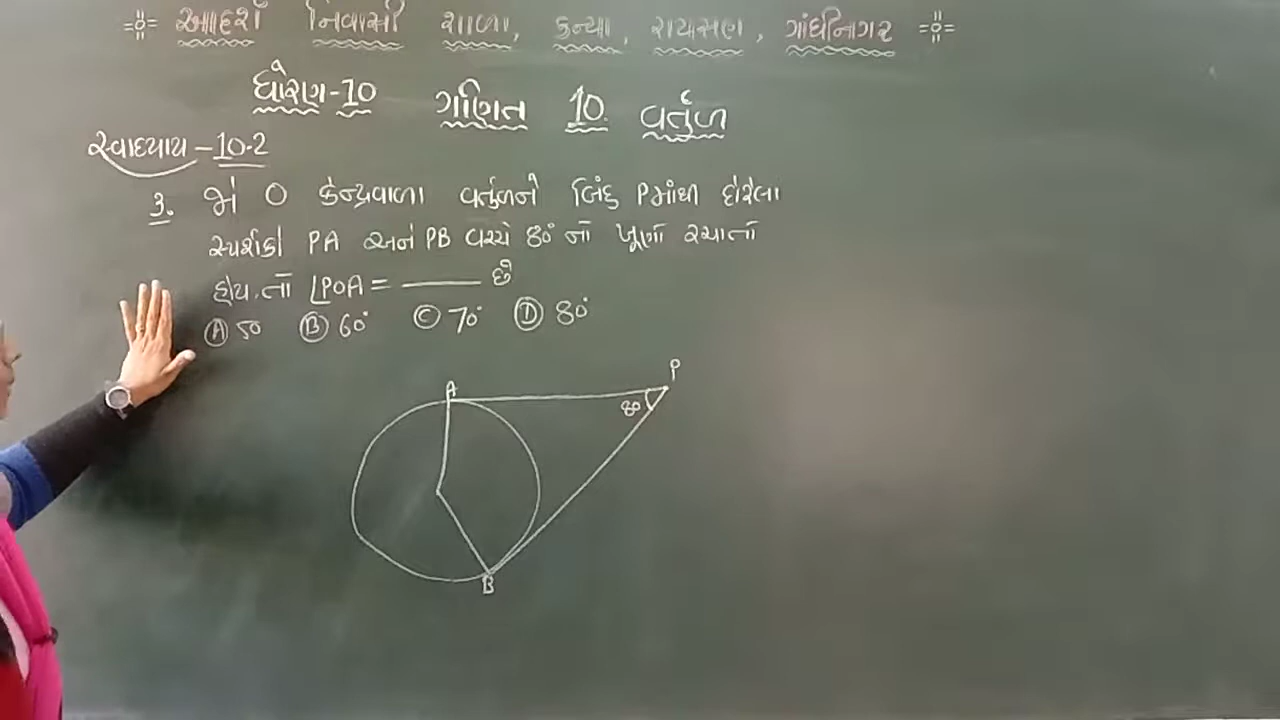 આદર્શ નિવાસી શાળા, કન્યા, રાયસણ, ગાંધીનગર
ધોરણ-10 ગણિત 10. વર્તુળ
સ્વાધ્યાય-10.2
3. જો O કેન્દ્રવાળા વર્તુળને બિંદુ Pમાંથી દોરેલા
સ્પર્શકો PA અને PB વચ્ચે 80° નો ખૂણો રચાતો
હોય, તો ∠POA = ______ છે
Ⓐ 50 Ⓑ 60° Ⓒ 70° Ⓓ 80°
P
A
80
B